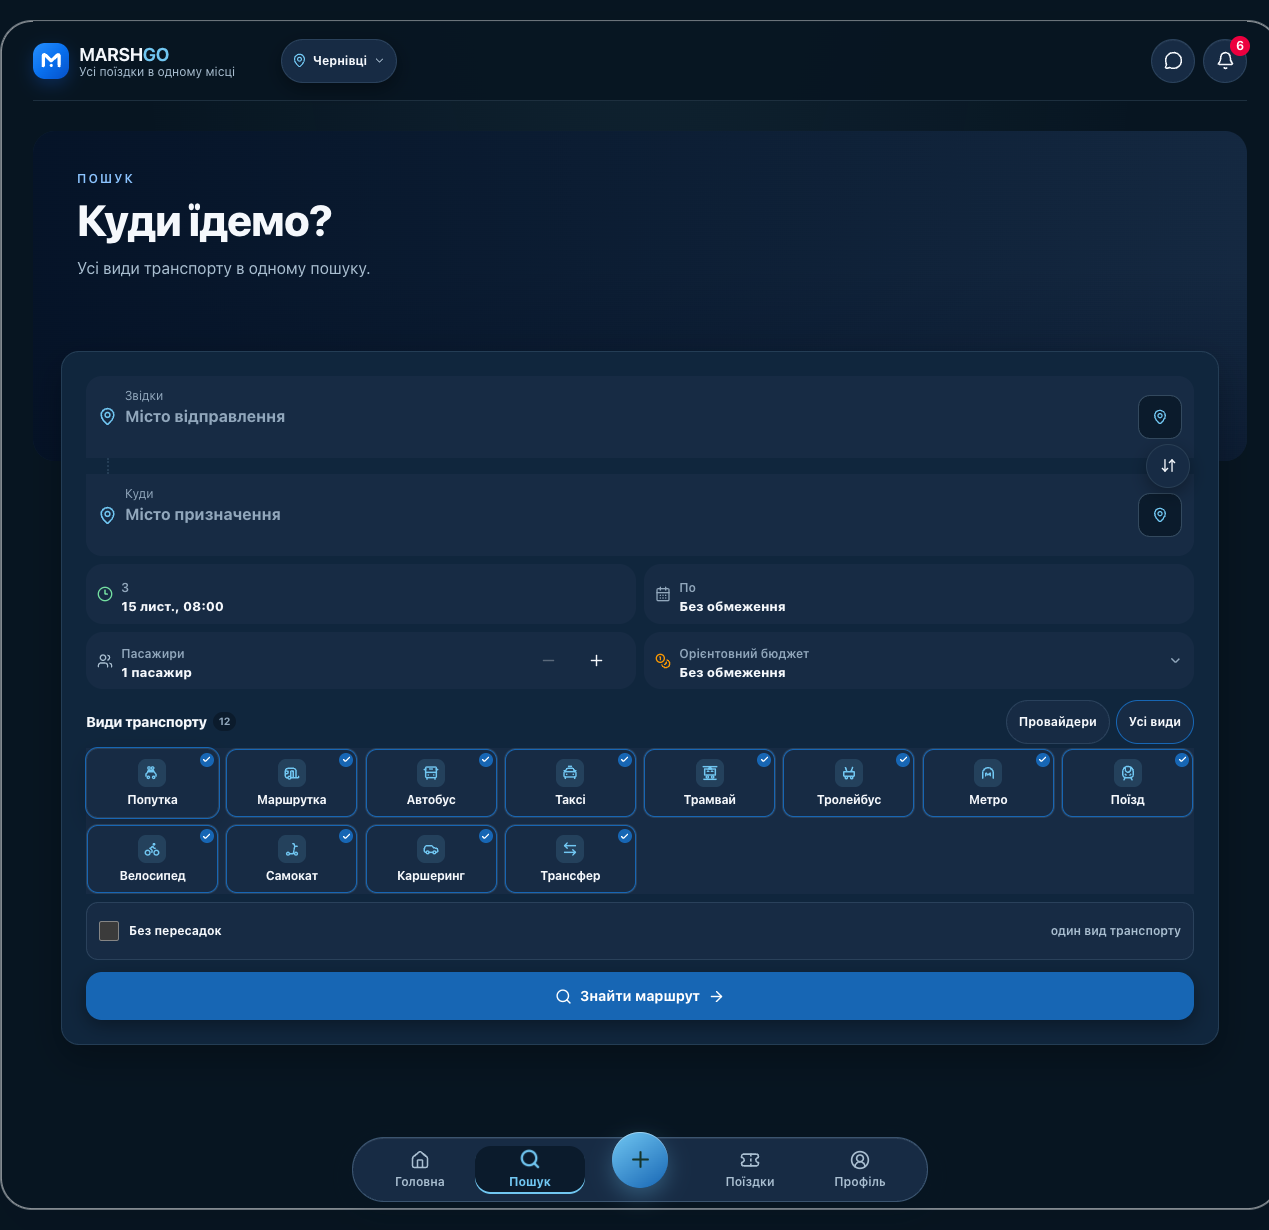 MARSHGO
Усі поїздки в одному місці
Чернівці
6
ПОШУК
Куди їдемо?
Усі види транспорту в одному пошуку.
Звідки
Місто відправлення
Куди
Місто призначення
З
15 лист., 08:00
По
Без обмеження
Пасажири
1 пасажир
Орієнтовний бюджет
Без обмеження
Види транспорту 12
Провайдери
Усі види
Попутка
Маршрутка
Автобус
Таксі
Трамвай
Тролейбус
Метро
Поїзд
Велосипед
Самокат
Каршеринг
Трансфер
Без пересадок
один вид транспорту
Знайти маршрут
Головна
Пошук
Поїздки
Профіль